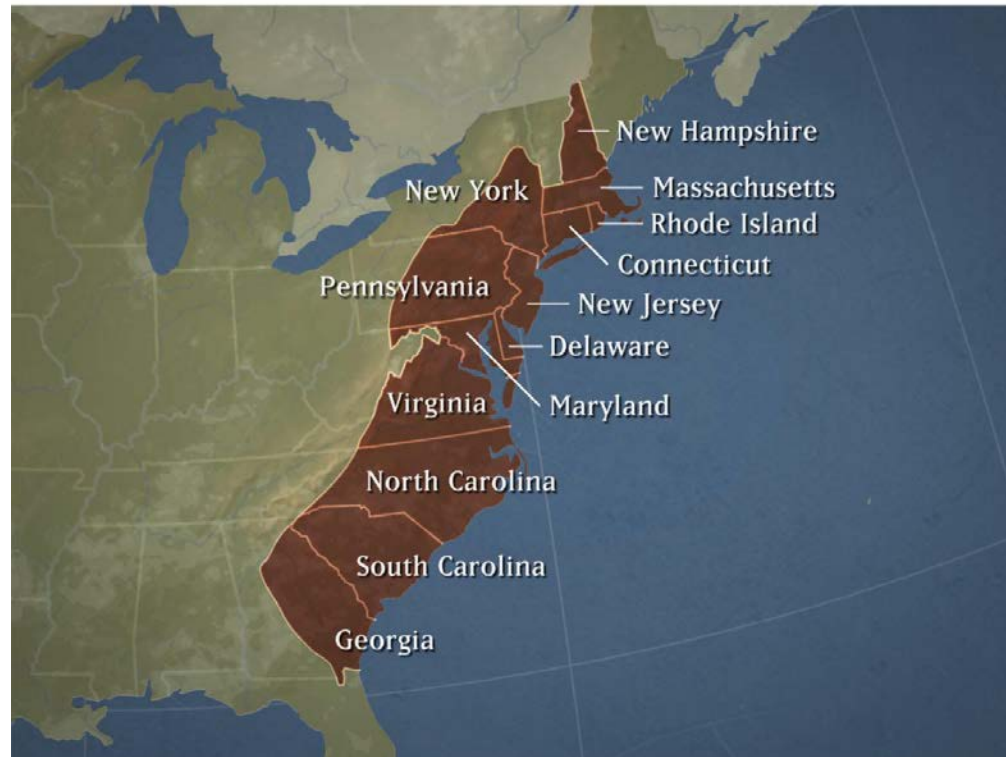 New Hampshire
New York
Massachusetts
Rhode Island
Connecticut
Pennsylvania
New Jersey
Delaware
Virginia
Maryland
North Carolina
South Carolina
Georgia